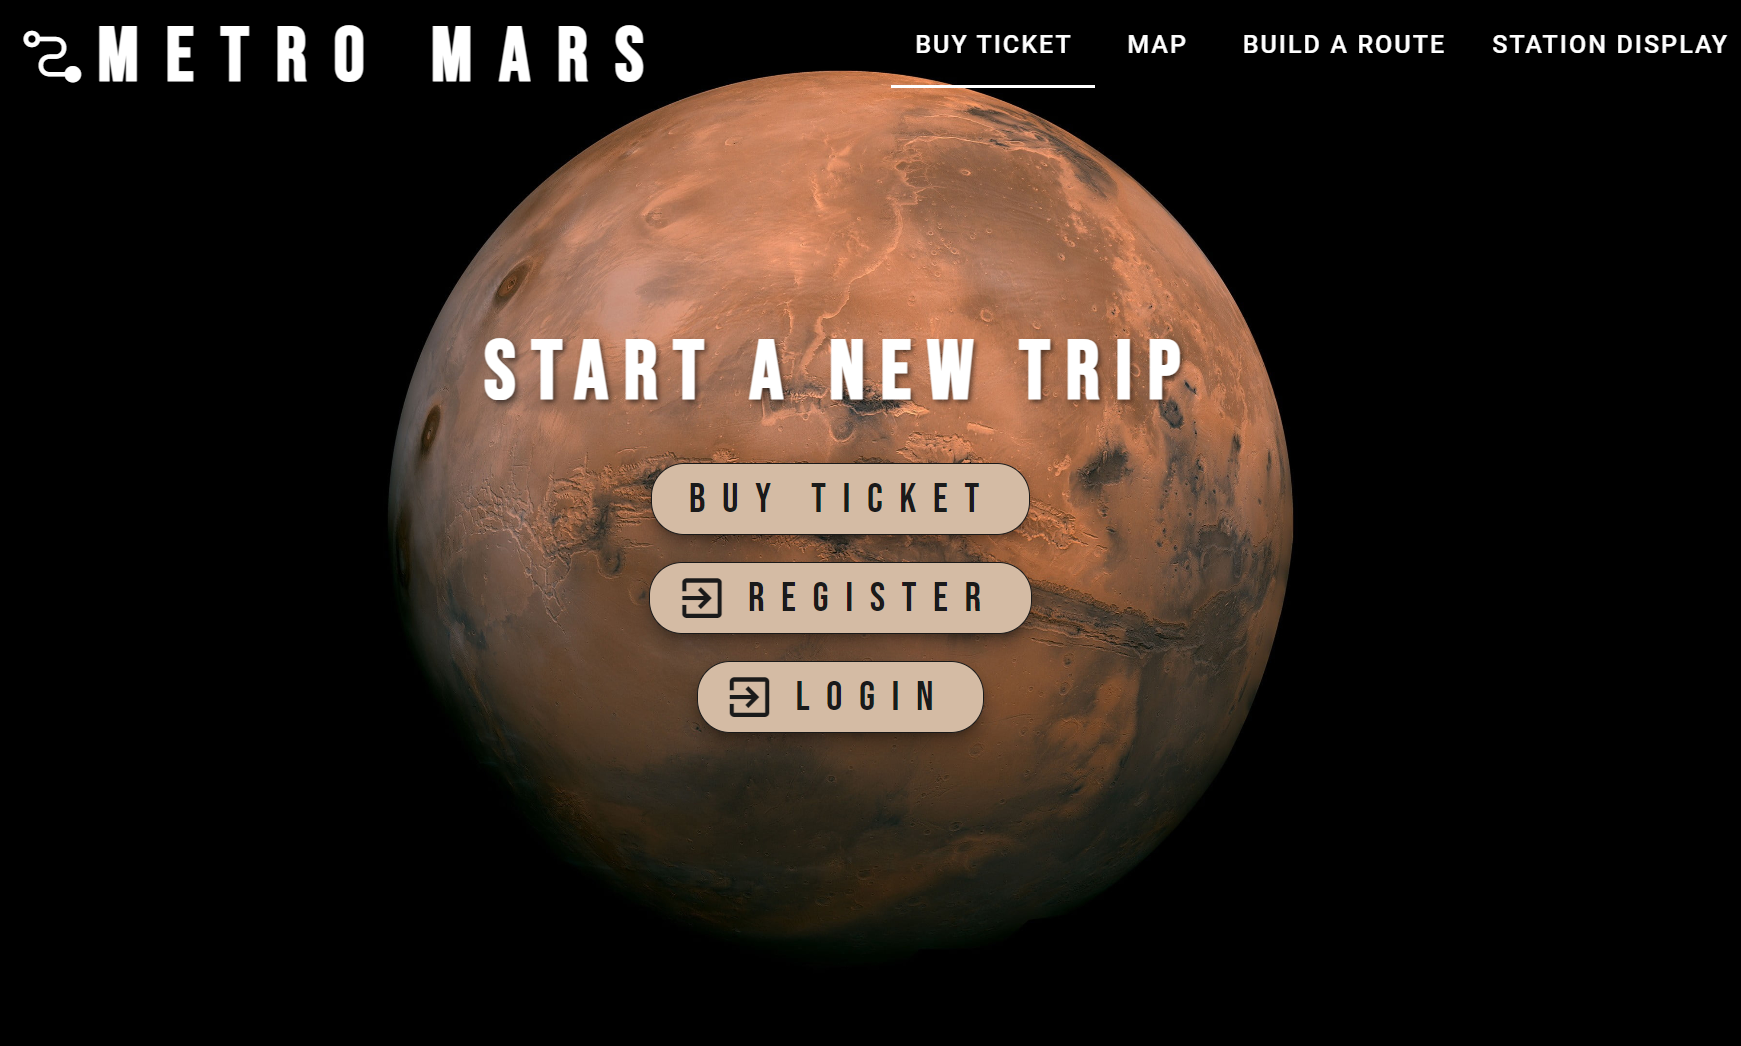 METRO MARS
BUY TICKET MAP BUILD A ROUTE STATION DISPLAY
START A NEW TRIP
BUY TICKET
REGISTER
LOGIN